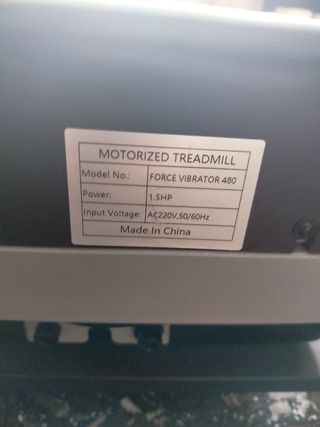 MOTORIZED TREADMILL
Model No.: FORCE VIBRATOR 480
Power: 1.5HP
Input Voltage: AC220V,50/60Hz
Made In China